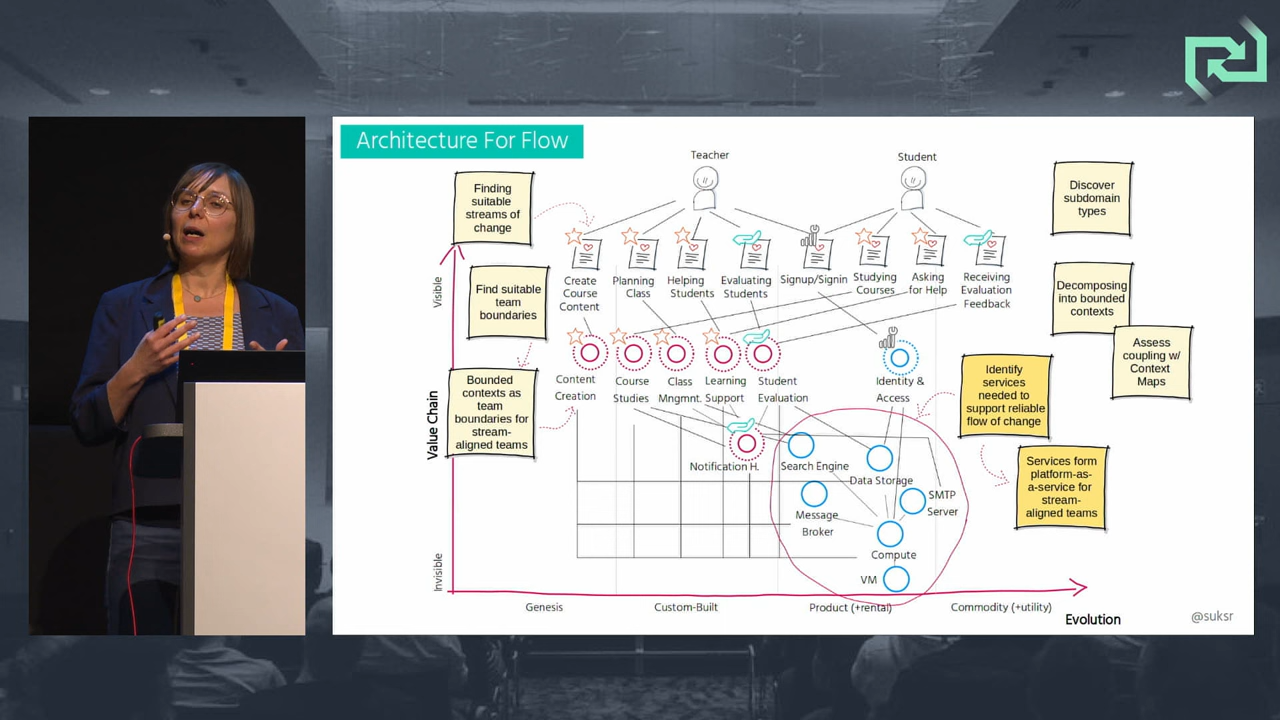 Architecture For Flow
Teacher
Student
Finding
suitable
streams of
change
Discover
subdomain
types
Create
Course
Content
Planning
Class
Helping
Students
Evaluating
Students
Signup/Signin
Studying
Courses
Asking
for Help
Receiving
Evaluation
Feedback
Visible
Find suitable
team
boundaries
Decomposing
into bounded
contexts
Assess
coupling w/
Context
Maps
Bounded
contexts as
team
boundaries for
stream-
aligned teams
Content
Creation
Course
Studies
Class
Mngmnt.
Learning
Support
Student
Evaluation
Identity &
Access
Identify
services
needed to
support reliable
flow of change
Value Chain
Notification H.
Search Engine
Data Storage
Services form
platform-as-
a-service for
stream-
aligned teams
Message
Broker
SMTP
Server
Compute
VM
Invisible
Genesis
Custom-Built
Product (+rental)
Commodity (+utility)
Evolution
@suksr